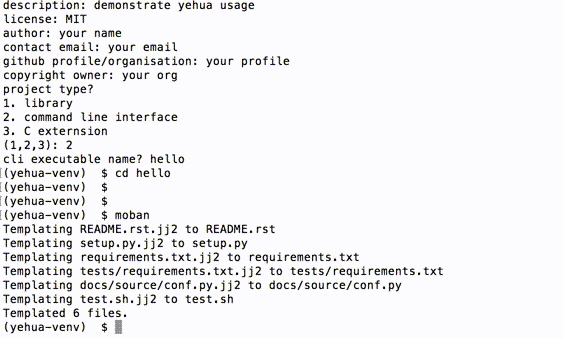 description: demonstrate yehua usage
license: MIT
author: your name
contact email: your email
github profile/organisation: your profile
copyright owner: your org
project type?
1. library
2. command line interface
3. C externsion
(1,2,3): 2
cli executable name? hello
(yehua-venv)  $ cd hello
(yehua-venv)  $
(yehua-venv)  $
(yehua-venv)  $ moban
Templating README.rst.jj2 to README.rst
Templating setup.py.jj2 to setup.py
Templating requirements.txt.jj2 to requirements.txt
Templating tests/requirements.txt.jj2 to tests/requirements.txt
Templating docs/source/conf.py.jj2 to docs/source/conf.py
Templating test.sh.jj2 to test.sh
Templated 6 files.
(yehua-venv)  $